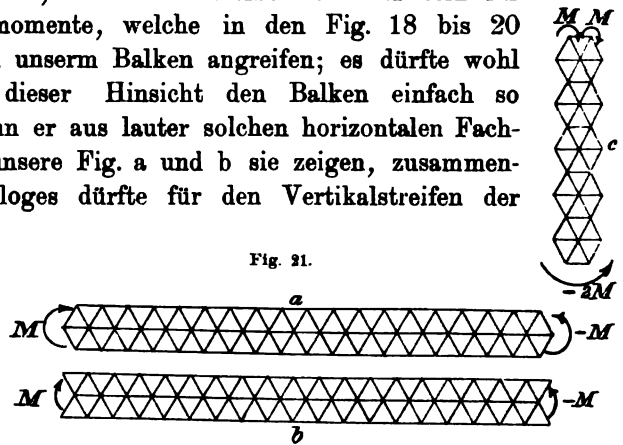 momente, welche in den Fig. 18 bis 20
unserm Balken angreifen; es dürfte wohl
dieser Hinsicht den Balken einfach so
er aus lauter solchen horizontalen Fach-
Fig. a und b sie zeigen, zusammen-
dürfte für den Vertikalstreifen der
M M
c
-2M
Fig. 21.
a
M -M
M -M
b